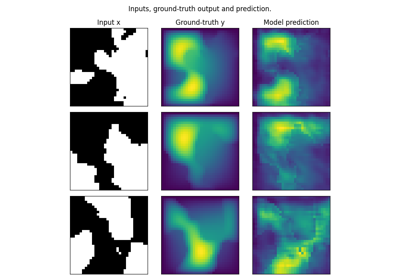 Inputs, ground-truth output and prediction.
Input x
Ground-truth y
Model prediction